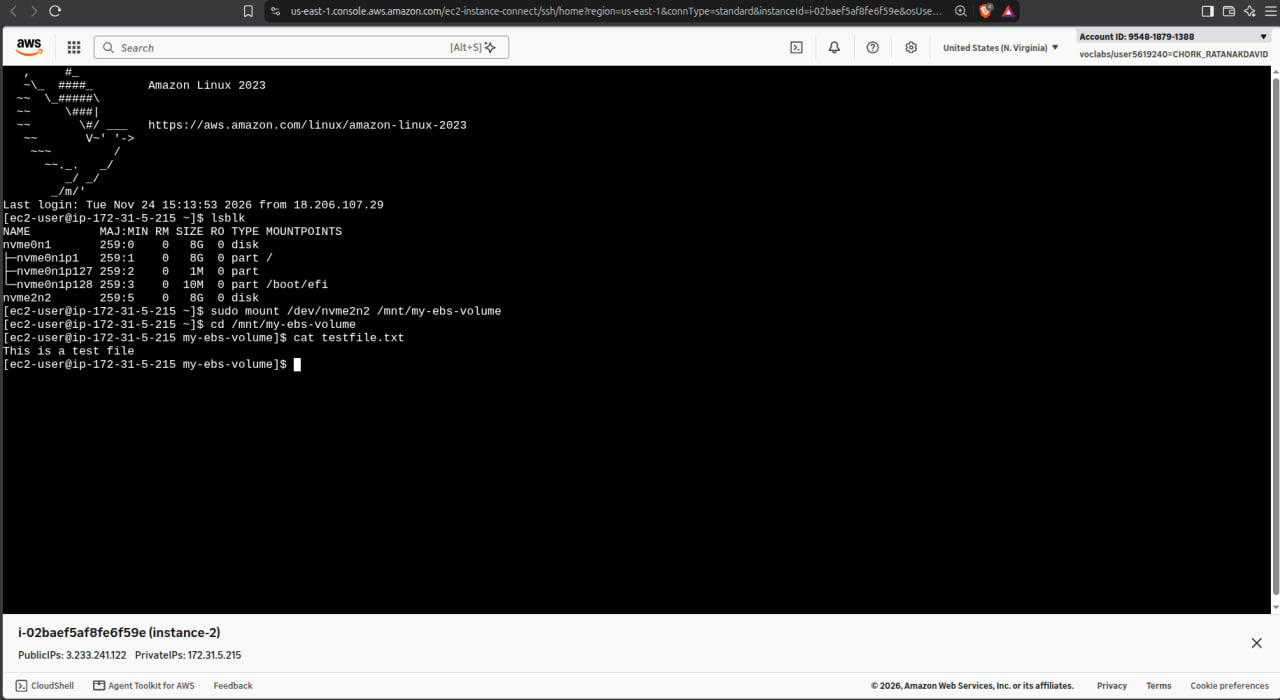 us-east-1.console.aws.amazon.com/ec2-instance-connect/ssh/home?region=us-east-1&connType=standard&instanceId=i-02baef5af8fe6f59e&osUse...
aws
Search [Alt+S]
United States (N. Virginia)
Account ID: 9548-1879-1388
voclabs/user5619240=CHORK_RATANAKDAVID
   ,     #_
   ~\_  ####_        Amazon Linux 2023
  ~~  \_#####\
  ~~     \###|
  ~~       \#/ ___   https://aws.amazon.com/linux/amazon-linux-2023
   ~~       V~' '->
    ~~~         /
      ~~._.   _/
         _/ _/
       _/m/'
Last login: Tue Nov 24 15:13:53 2026 from 18.206.107.29
[ec2-user@ip-172-31-5-215 ~]$ lsblk
NAME          MAJ:MIN RM SIZE RO TYPE MOUNTPOINTS
nvme0n1       259:0    0   8G  0 disk
├─nvme0n1p1   259:1    0   8G  0 part /
├─nvme0n1p127 259:2    0   1M  0 part
└─nvme0n1p128 259:3    0  10M  0 part /boot/efi
nvme2n2       259:5    0   8G  0 disk
[ec2-user@ip-172-31-5-215 ~]$ sudo mount /dev/nvme2n2 /mnt/my-ebs-volume
[ec2-user@ip-172-31-5-215 ~]$ cd /mnt/my-ebs-volume
[ec2-user@ip-172-31-5-215 my-ebs-volume]$ cat testfile.txt
This is a test file
[ec2-user@ip-172-31-5-215 my-ebs-volume]$
i-02baef5af8fe6f59e (instance-2)
PublicIPs: 3.233.241.122 PrivateIPs: 172.31.5.215
CloudShell Agent Toolkit for AWS Feedback © 2026, Amazon Web Services, Inc. or its affiliates. Privacy Terms Cookie preferences